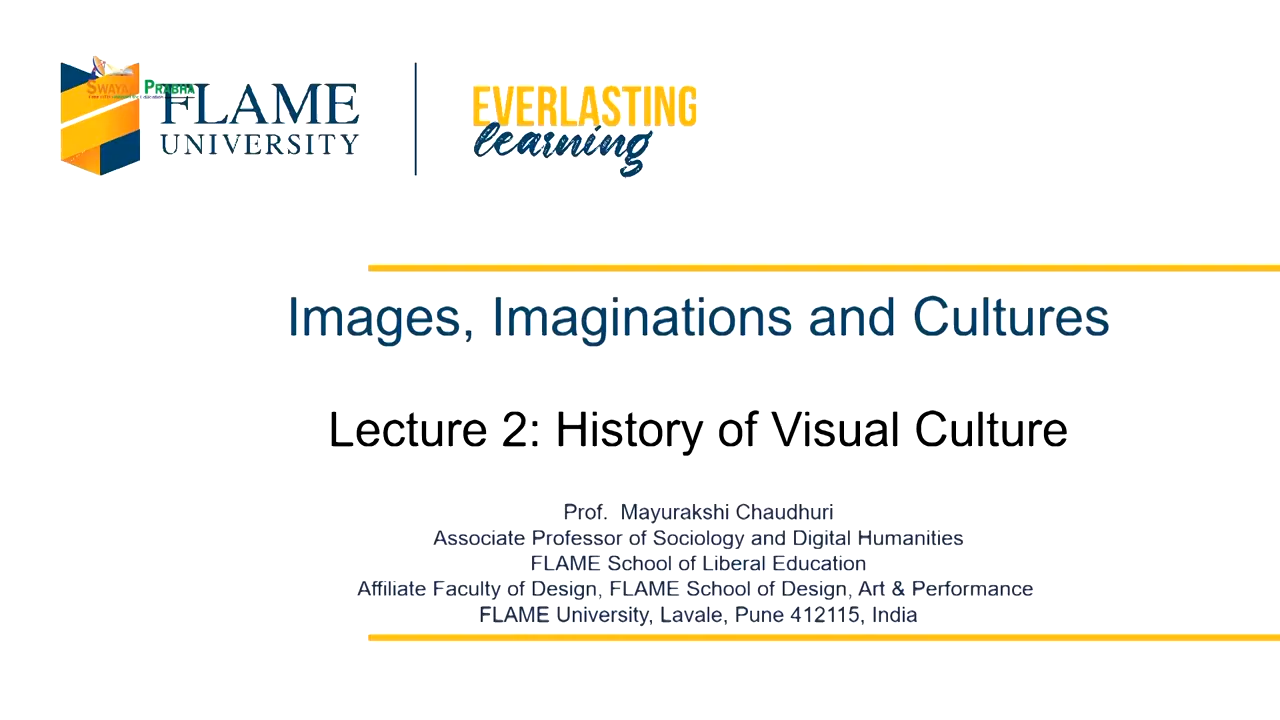 SWAYAM PRABHA
FLAME
UNIVERSITY
EVERLASTING
learning
Images, Imaginations and Cultures
Lecture 2: History of Visual Culture
Prof. Mayurakshi Chaudhuri
Associate Professor of Sociology and Digital Humanities
FLAME School of Liberal Education
Affiliate Faculty of Design, FLAME School of Design, Art & Performance
FLAME University, Lavale, Pune 412115, India